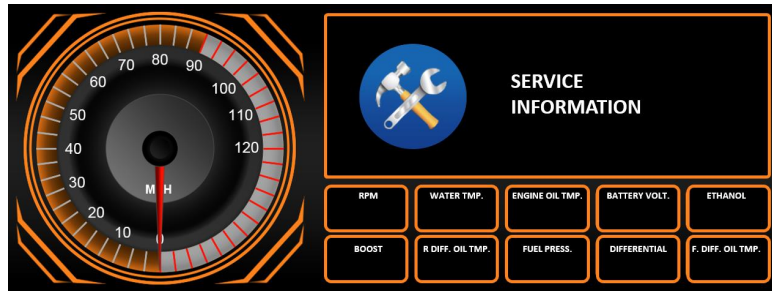 80
70
90
60
100
50
110
40
120
30
MPH
20
10
0
SERVICE
INFORMATION
RPM
WATER TMP.
ENGINE OIL TMP.
BATTERY VOLT.
ETHANOL
BOOST
R DIFF. OIL TMP.
FUEL PRESS.
DIFFERENTIAL
F. DIFF. OIL TMP.